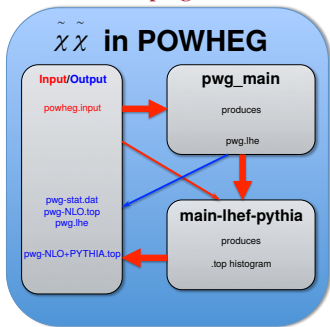 χ̃ χ̃ in POWHEG
Input/Output
powheg.input
pwg-stat.dat
pwg-NLO.top
pwg.lhe
pwg-NLO+PYTHIA.top
pwg_main
produces
pwg.lhe
main-lhef-pythia
produces
.top histogram